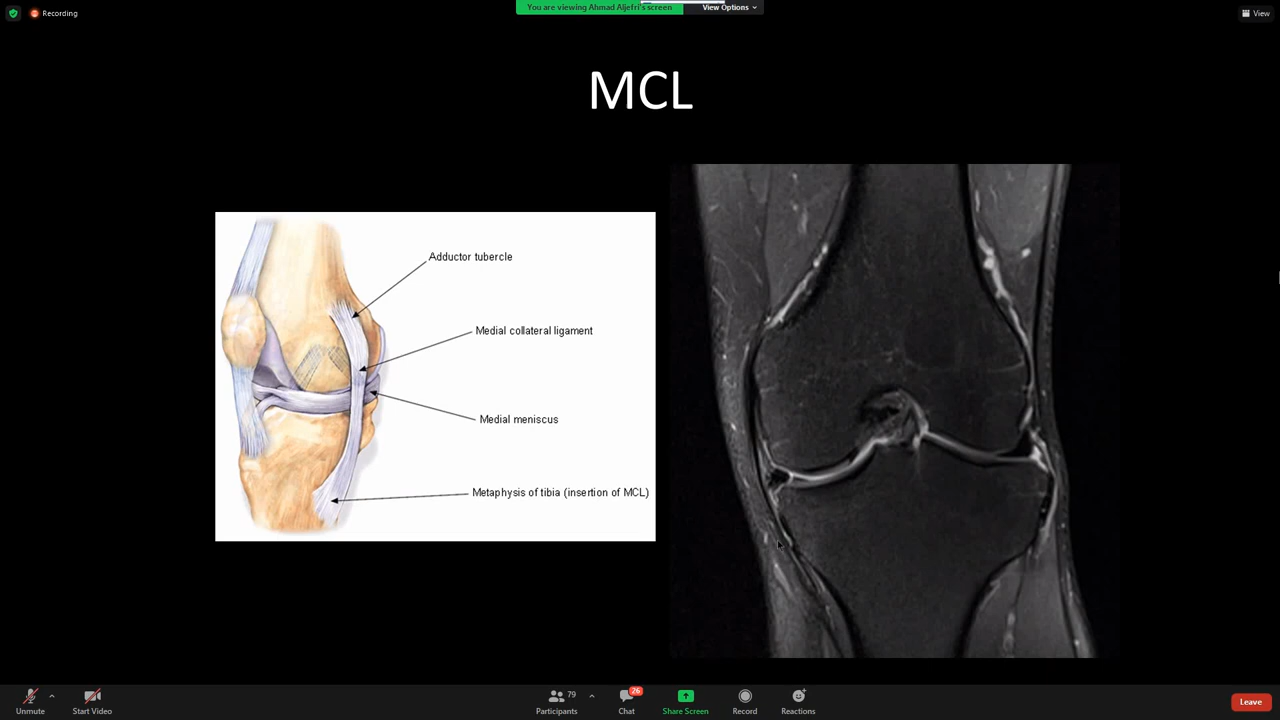 Recording
You are viewing Ahmad Aljefri's screen
View Options
View
MCL
Adductor tubercle
Medial collateral ligament
Medial meniscus
Metaphysis of tibia (insertion of MCL)
Unmute
Start Video
79
Participants
26
Chat
Share Screen
Record
Reactions
Leave